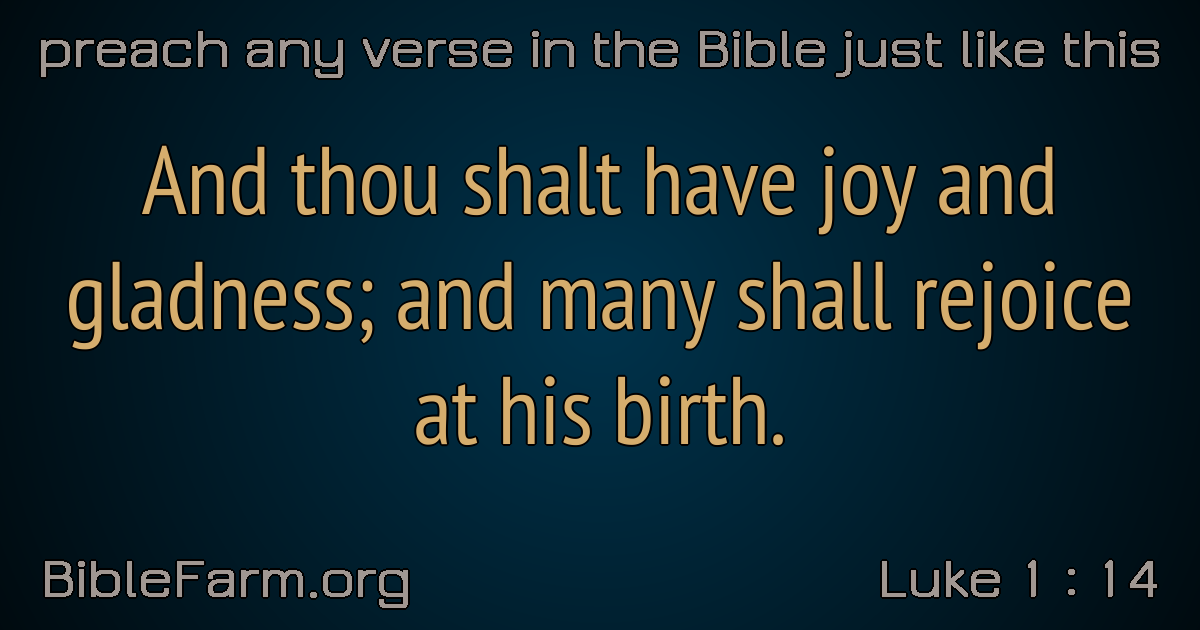 preach any verse in the Bible just like this
And thou shalt have joy and
gladness; and many shall rejoice
at his birth.
BibleFarm.org
Luke 1 : 14